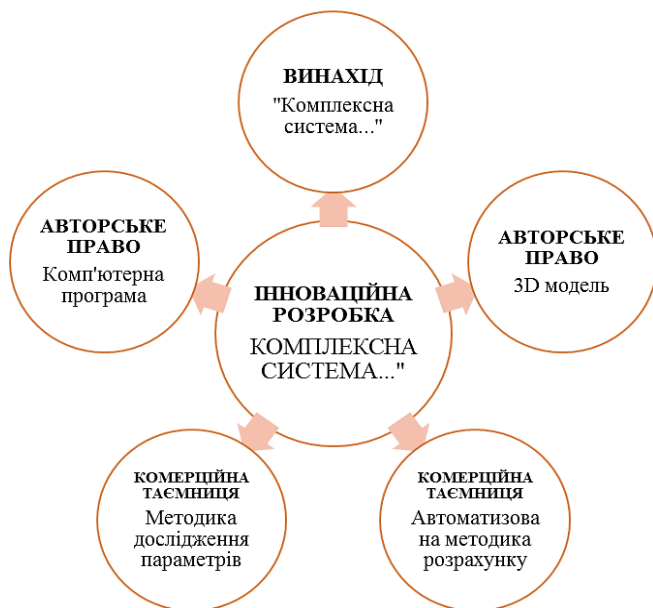 ВИНАХІД
"Комплексна
система..."
АВТОРСЬКЕ
ПРАВО
Комп'ютерна
програма
АВТОРСЬКЕ
ПРАВО
3D модель
ІННОВАЦІЙНА
РОЗРОБКА
КОМПЛЕКСНА
СИСТЕМА..."
КОМЕРЦІЙНА
ТАЄМНИЦЯ
Методика
дослідження
параметрів
КОМЕРЦІЙНА
ТАЄМНИЦЯ
Автоматизова
на методика
розрахунку